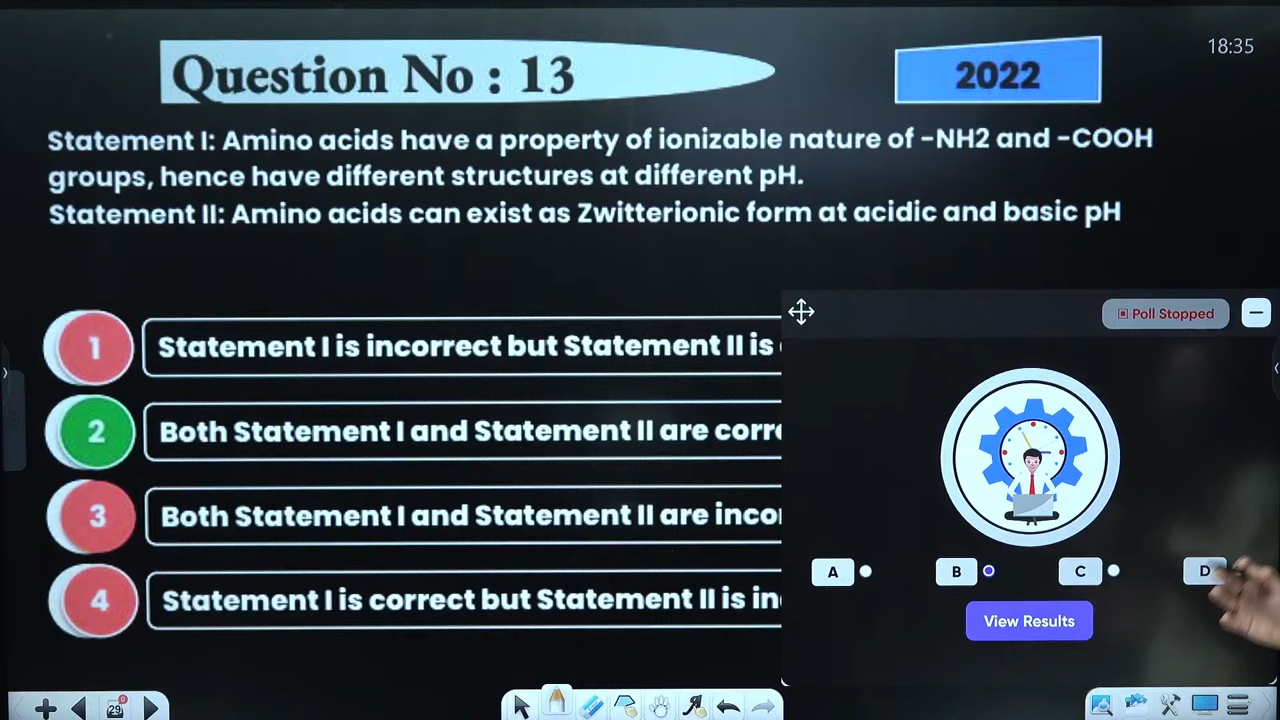 Question No : 13
2022
18:35
Statement I: Amino acids have a property of ionizable nature of -NH2 and -COOH
groups, hence have different structures at different pH.
Statement II: Amino acids can exist as Zwitterionic form at acidic and basic pH
1 Statement I is incorrect but Statement II is
2 Both Statement I and Statement II are corre
3 Both Statement I and Statement II are incor
4 Statement I is correct but Statement II is in
Poll Stopped
A B C D
View Results
29